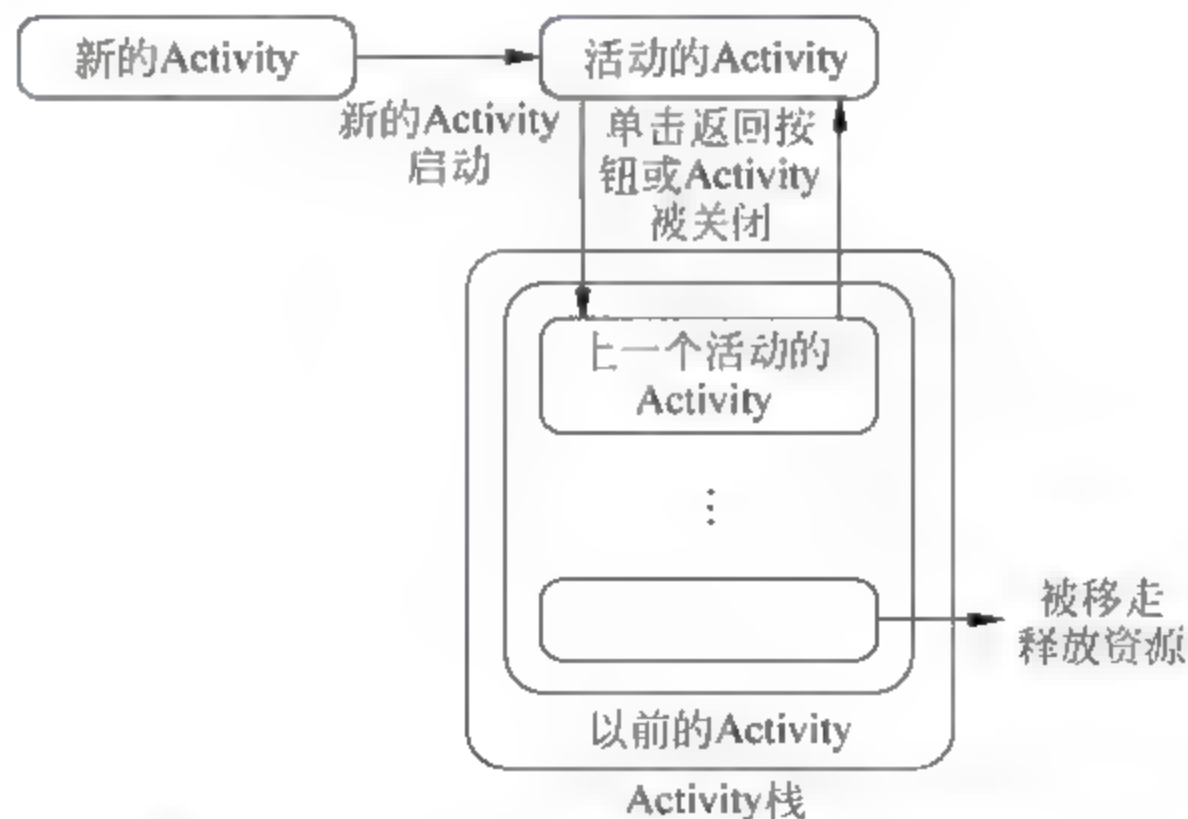 新的Activity
活动的Activity
新的Activity
启动
单击返回按
钮或Activity
被关闭
上一个活动的
Activity
⋮
被移走
释放资源
以前的Activity
Activity栈